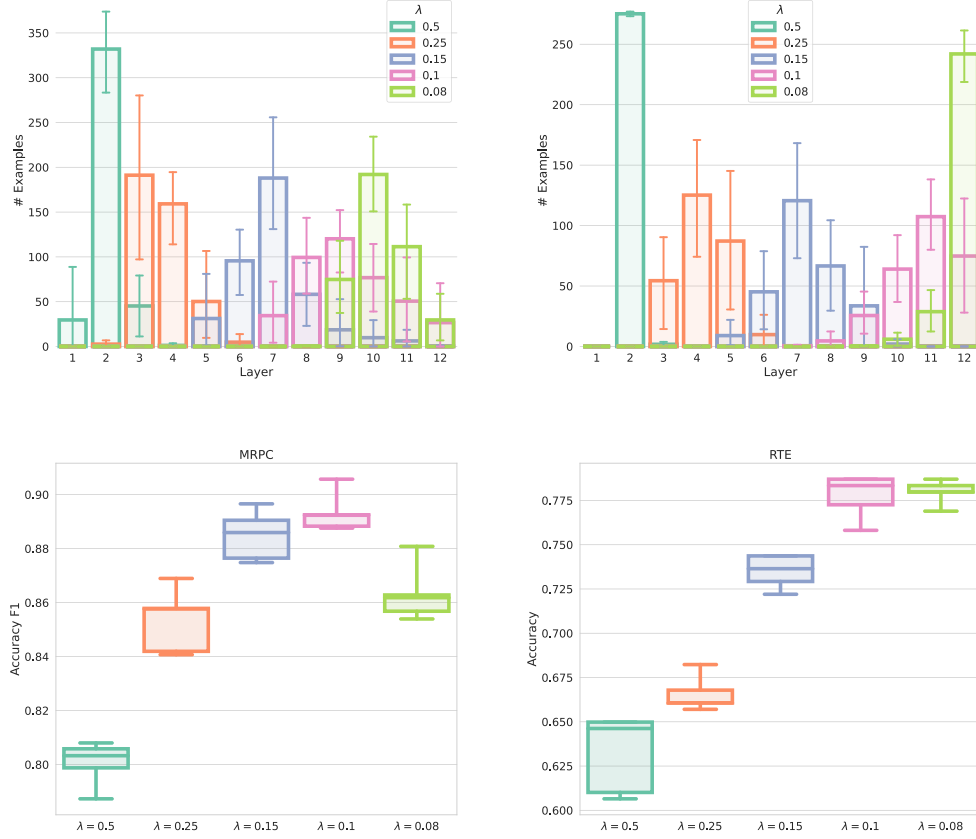 λ
0.5
0.25
0.15
0.1
0.08
350
300
250
200
150
100
50
0
# Examples
1 2 3 4 5 6 7 8 9 10 11 12
Layer
λ
0.5
0.25
0.15
0.1
0.08
250
200
150
100
50
0
# Examples
1 2 3 4 5 6 7 8 9 10 11 12
Layer
MRPC
0.90
0.88
0.86
0.84
0.82
0.80
Accuracy F1
λ = 0.5 λ = 0.25 λ = 0.15 λ = 0.1 λ = 0.08
RTE
0.775
0.750
0.725
0.700
0.675
0.650
0.625
0.600
Accuracy
λ = 0.5 λ = 0.25 λ = 0.15 λ = 0.1 λ = 0.08